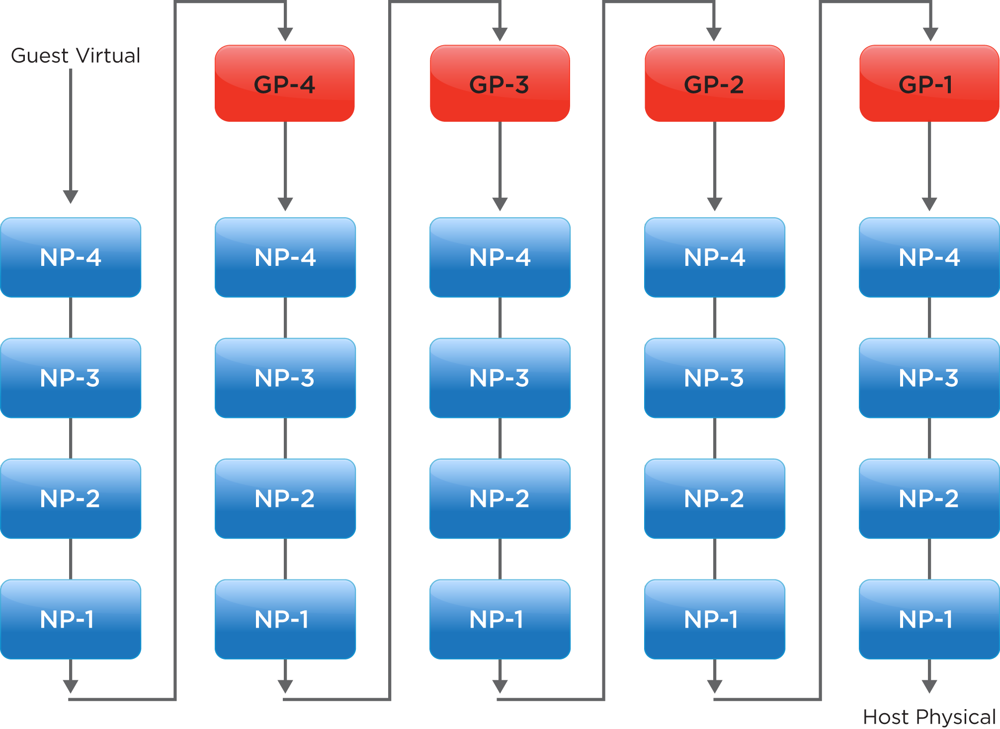 Guest Virtual
GP-4
GP-3
GP-2
GP-1
NP-4
NP-4
NP-4
NP-4
NP-4
NP-3
NP-3
NP-3
NP-3
NP-3
NP-2
NP-2
NP-2
NP-2
NP-2
NP-1
NP-1
NP-1
NP-1
NP-1
Host Physical